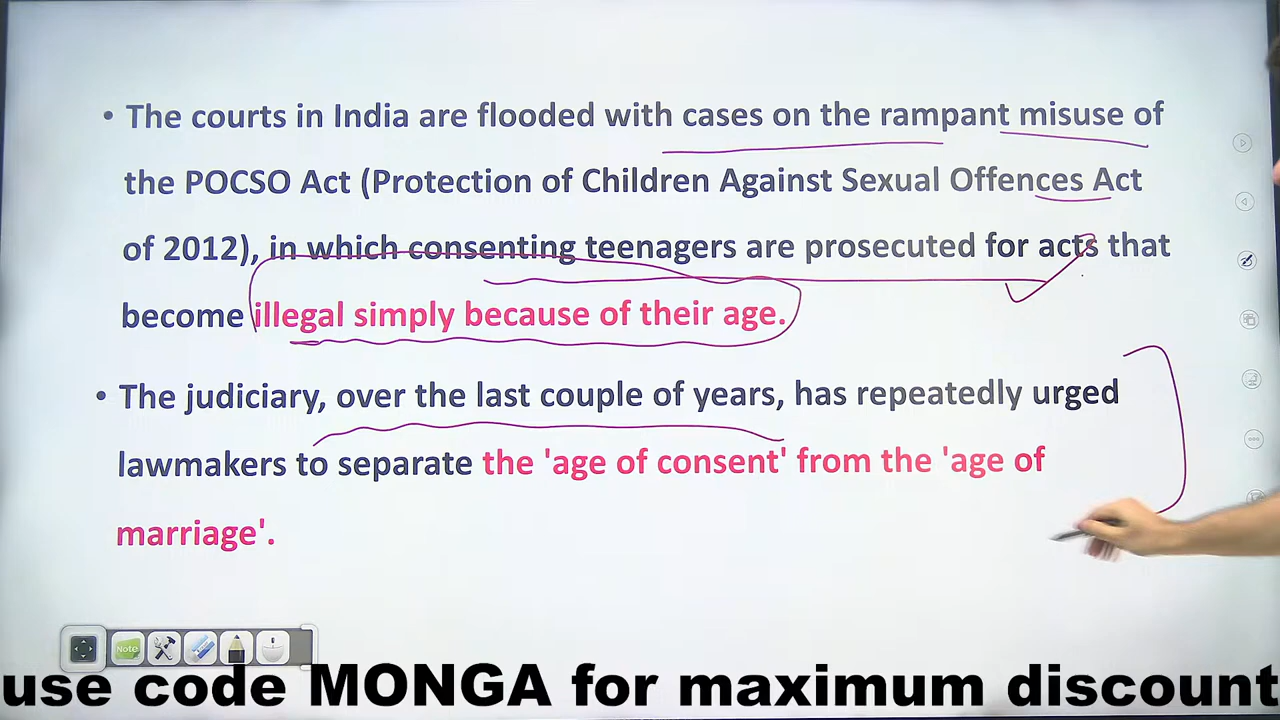 • The courts in India are flooded with cases on the rampant misuse of
the POCSO Act (Protection of Children Against Sexual Offences Act
of 2012), in which consenting teenagers are prosecuted for acts that
become illegal simply because of their age.
• The judiciary, over the last couple of years, has repeatedly urged
lawmakers to separate the 'age of consent' from the 'age of
marriage'.
Note
use code MONGA for maximum discount